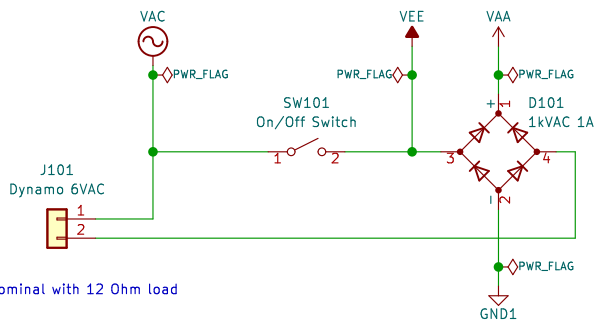 VAC
VEE
VAA
PWR_FLAG
PWR_FLAG
PWR_FLAG
SW101
On/Off Switch
D101
1kVAC 1A
+
1
1
2
3
4
J101
Dynamo 6VAC
1
2
−
2
PWR_FLAG
GND1
nominal with 12 Ohm load